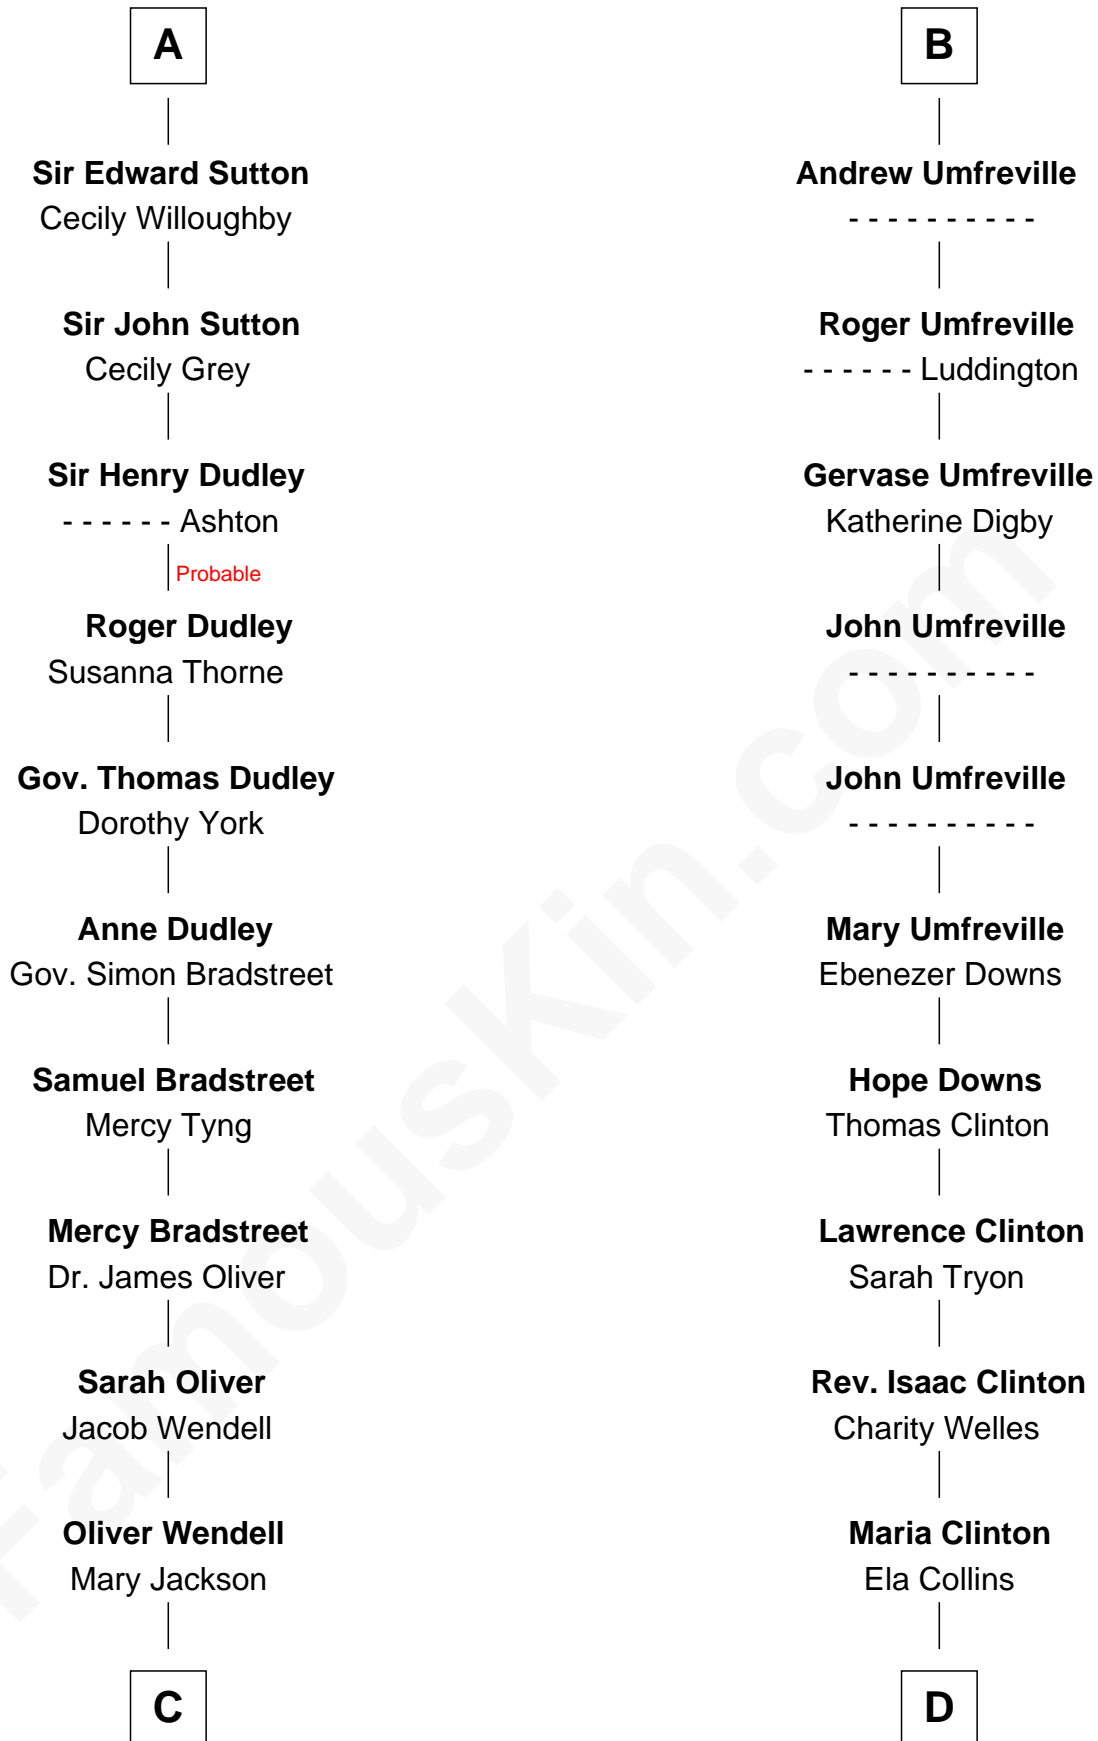 A
Sir Edward Sutton
Cecily Willoughby
Sir John Sutton
Cecily Grey
Sir Henry Dudley
- - - - - - Ashton
Probable
Roger Dudley
Susanna Thorne
Gov. Thomas Dudley
Dorothy York
Anne Dudley
Gov. Simon Bradstreet
Samuel Bradstreet
Mercy Tyng
Mercy Bradstreet
Dr. James Oliver
Sarah Oliver
Jacob Wendell
Oliver Wendell
Mary Jackson
C
B
Andrew Umfreville
- - - - - - - - - -
Roger Umfreville
- - - - - - Luddington
Gervase Umfreville
Katherine Digby
John Umfreville
- - - - - - - - - -
John Umfreville
- - - - - - - - - -
Mary Umfreville
Ebenezer Downs
Hope Downs
Thomas Clinton
Lawrence Clinton
Sarah Tryon
Rev. Isaac Clinton
Charity Welles
Maria Clinton
Ela Collins
D
FamousKin.com